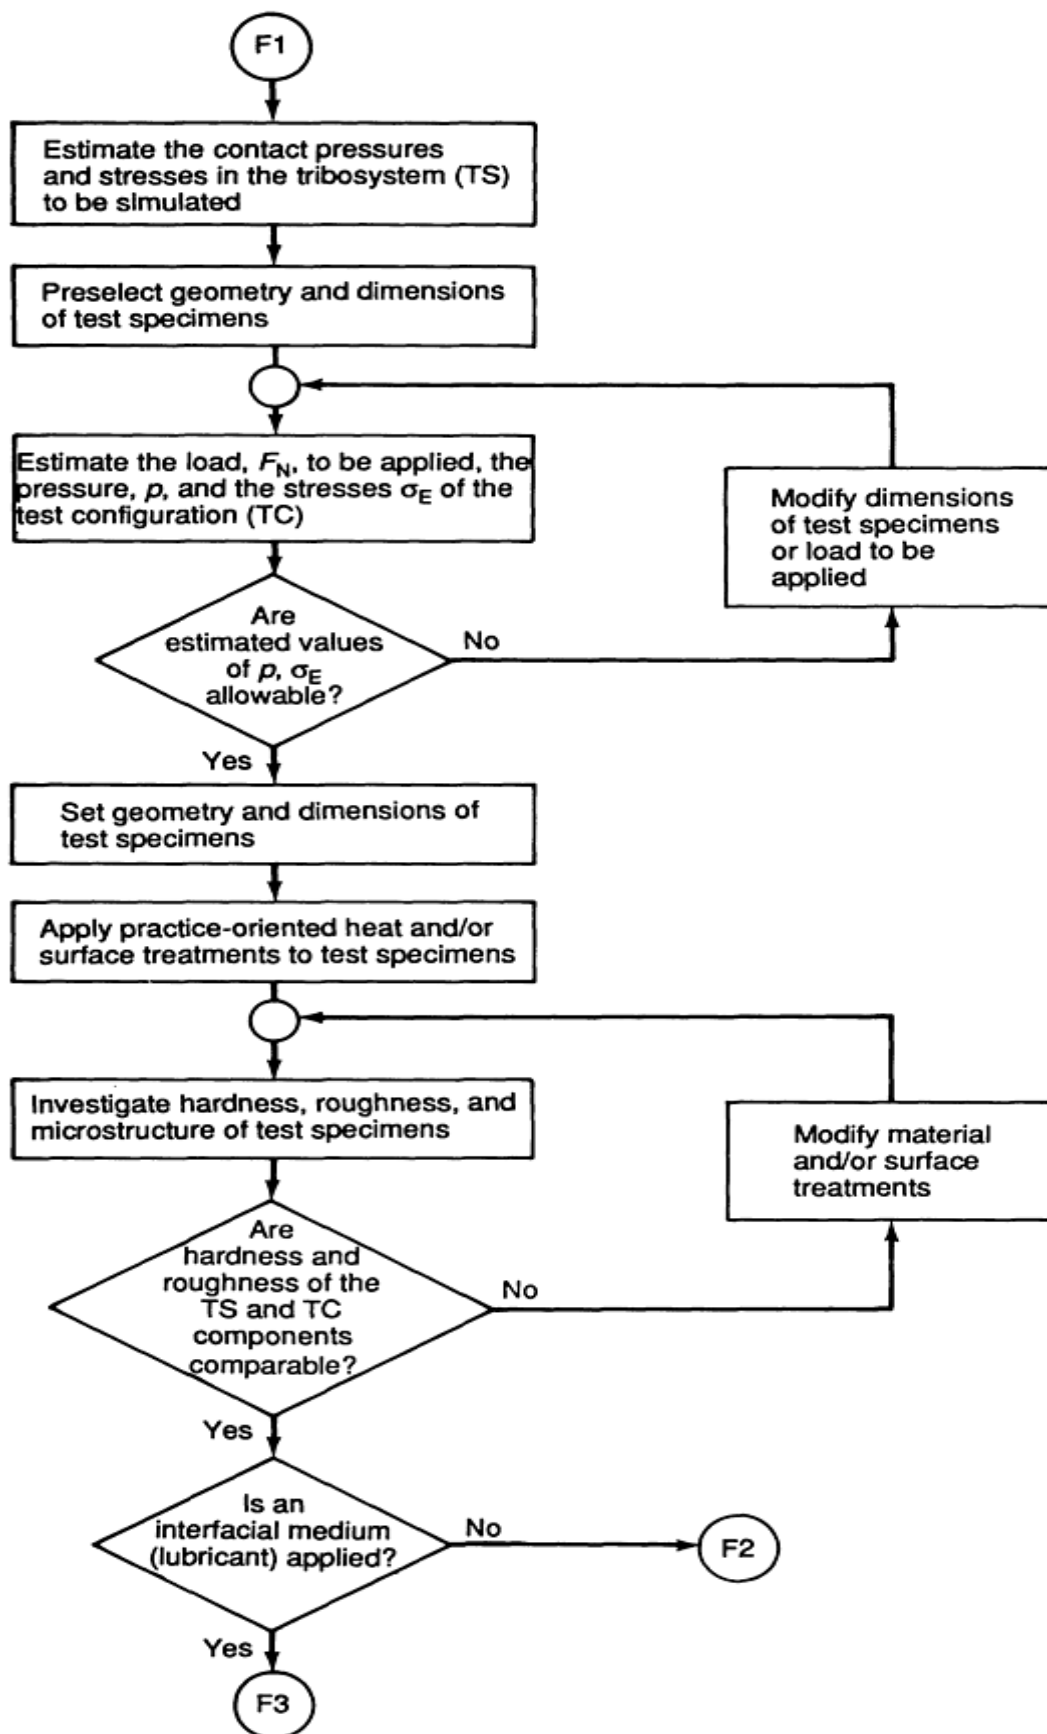 F1
Estimate the contact pressures
and stresses in the tribosystem (TS)
to be simulated
Preselect geometry and dimensions
of test specimens
Estimate the load, F_N, to be applied, the
pressure, p, and the stresses σ_E of the
test configuration (TC)
Modify dimensions
of test specimens
or load to be
applied
Are
estimated values
of p, σ_E
allowable?
No
Yes
Set geometry and dimensions of
test specimens
Apply practice-oriented heat and/or
surface treatments to test specimens
Investigate hardness, roughness, and
microstructure of test specimens
Modify material
and/or surface
treatments
Are
hardness and
roughness of the
TS and TC
components
comparable?
No
Yes
Is an
interfacial medium
(lubricant) applied?
No
F2
Yes
F3